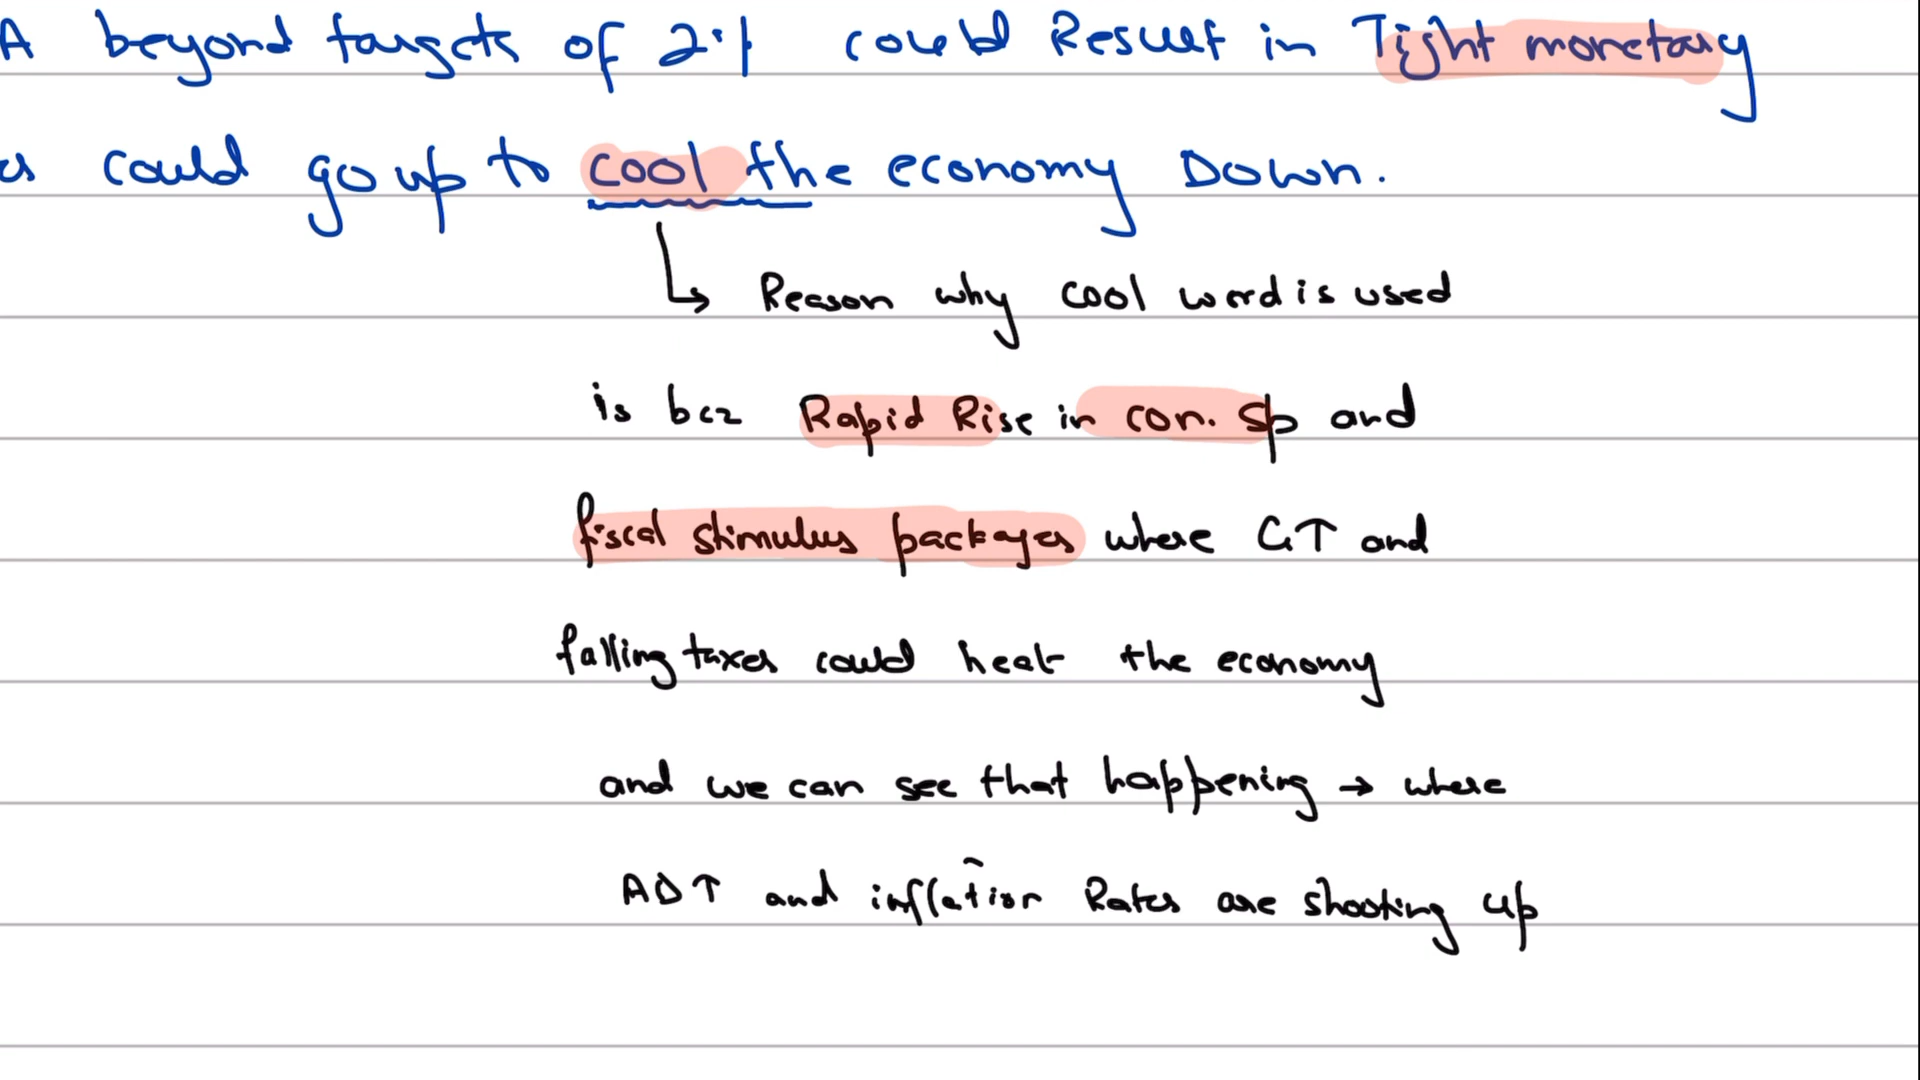 A beyond targets of 2% could Result in Tight monetary
es could go up to cool the economy Down.
↳ Reason why cool word is used
is bcz Rapid Rise in con. sp and
fiscal stimulus packages where G↑ and
falling taxes could heat the economy
and we can see that happening → where
AD↑ and inflation Rates are shooting up